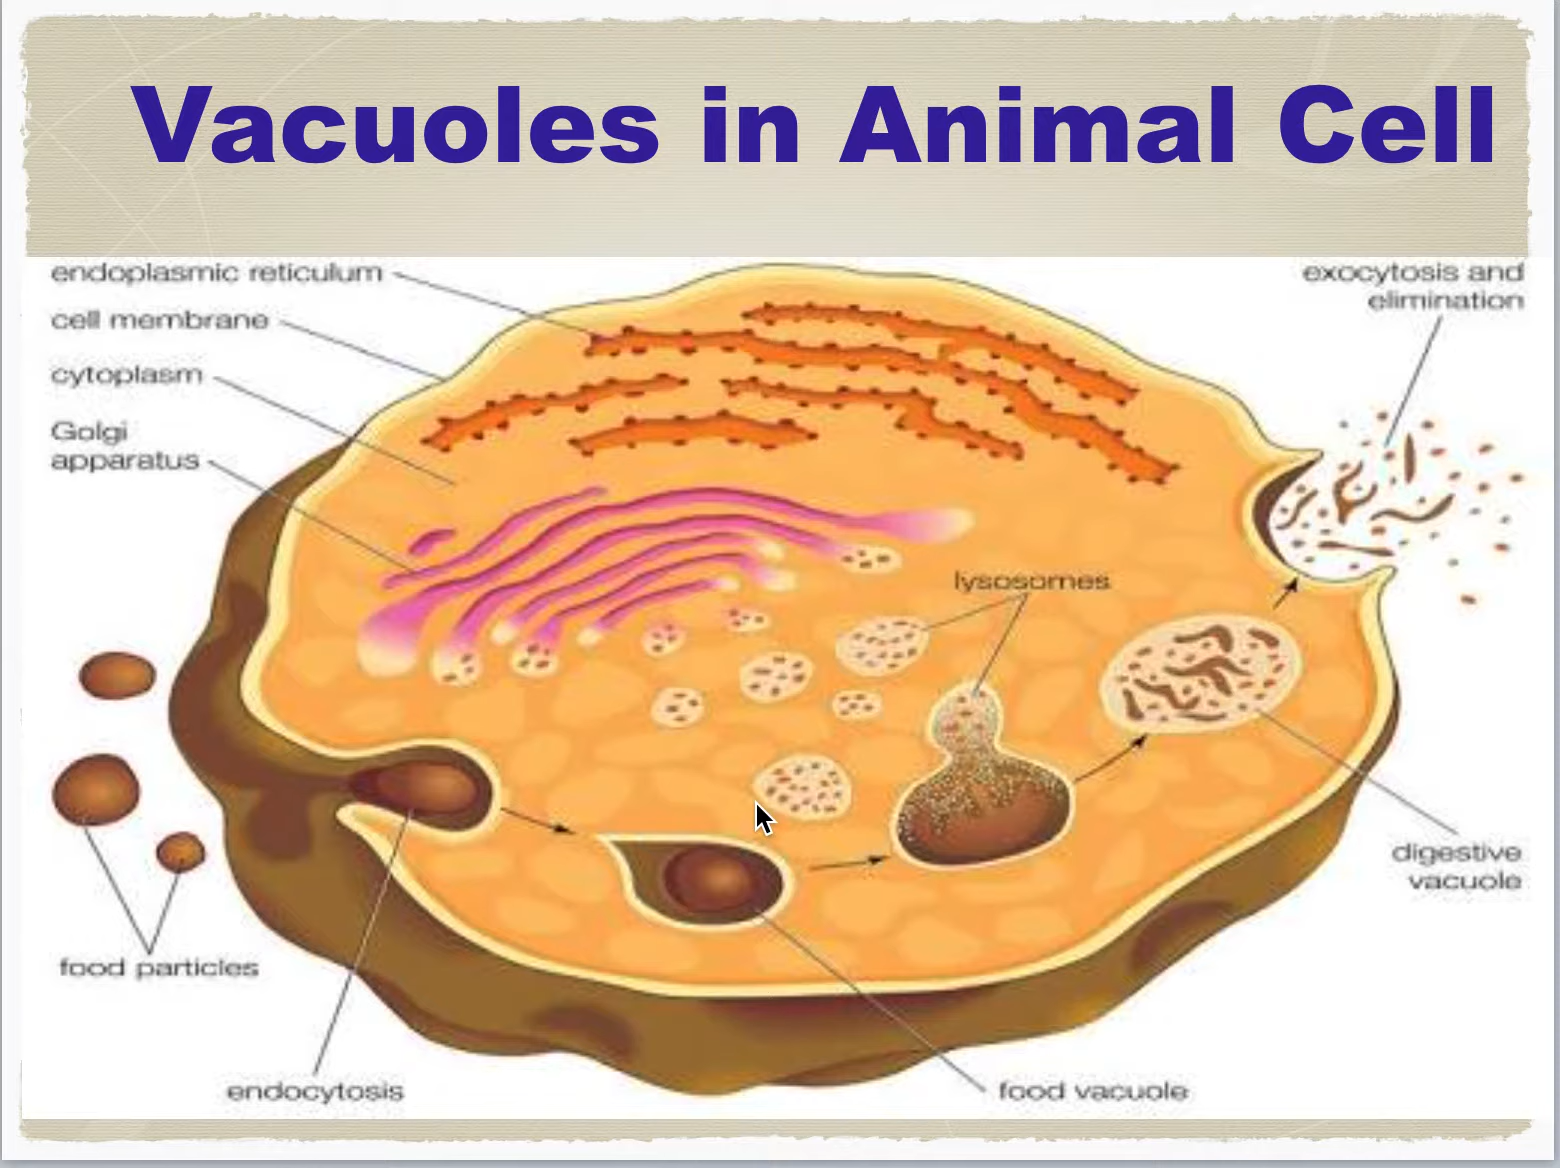 Vacuoles in Animal Cell
endoplasmic reticulum
cell membrane
cytoplasm
Golgi
apparatus
exocytosis and
elimination
lysosomes
digestive
vacuole
food particles
endocytosis
food vacuole